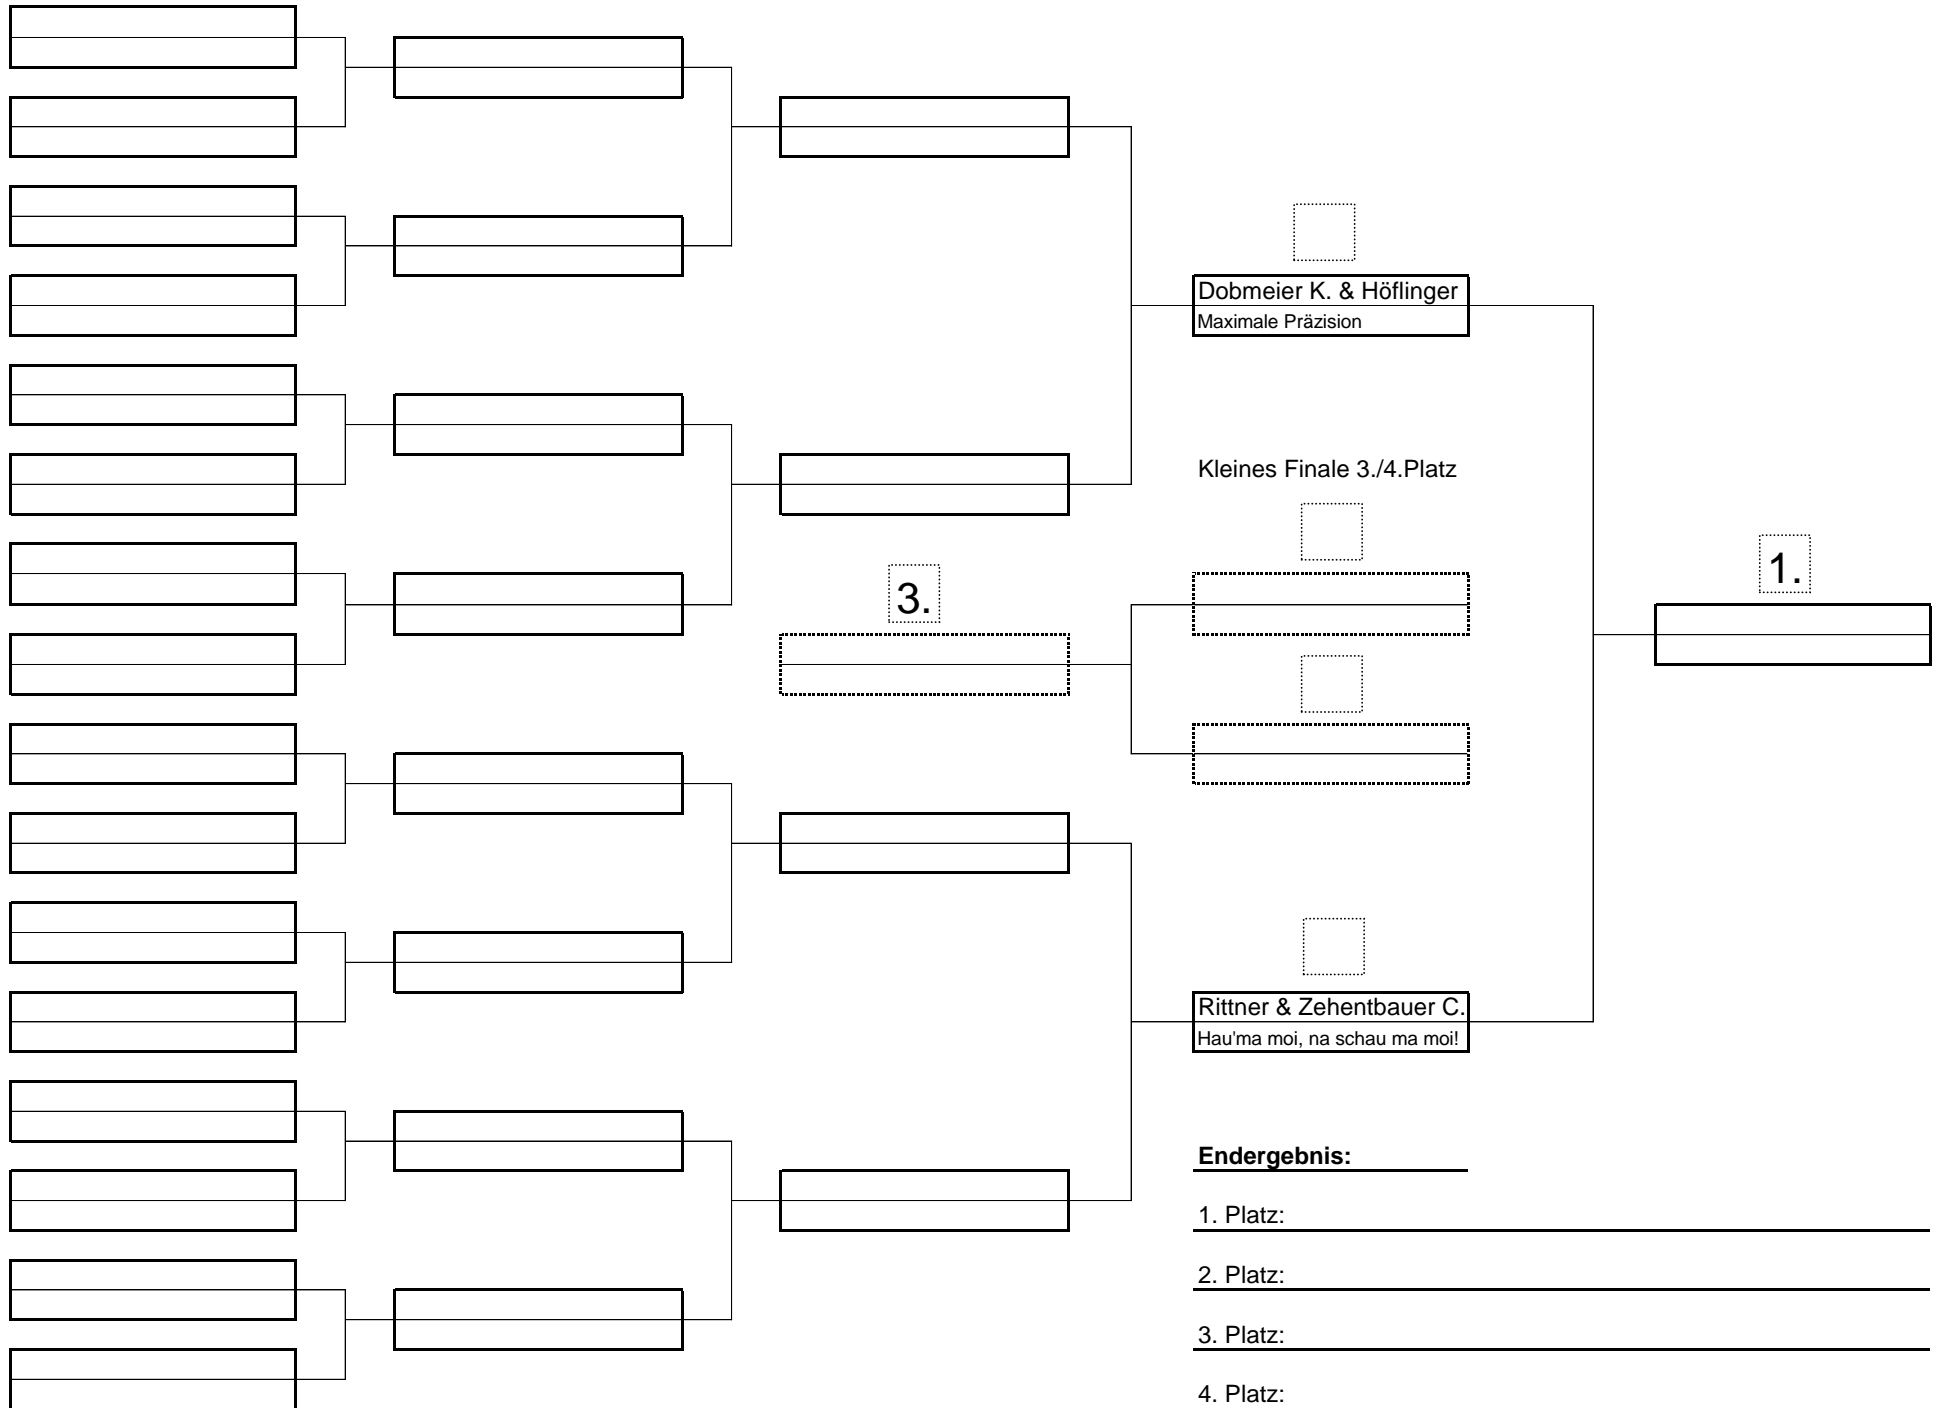 Dobmeier K. & Höflinger
Maximale Präzision
Kleines Finale 3./4.Platz
3.
1.
Rittner & Zehentbauer C.
Hau'ma moi, na schau ma moi!
Endergebnis:
1. Platz:
2. Platz:
3. Platz:
4. Platz: